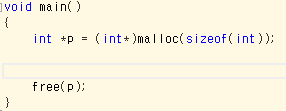 void main()
{
int *p = (int*)malloc(sizeof(int));
free(p);
}